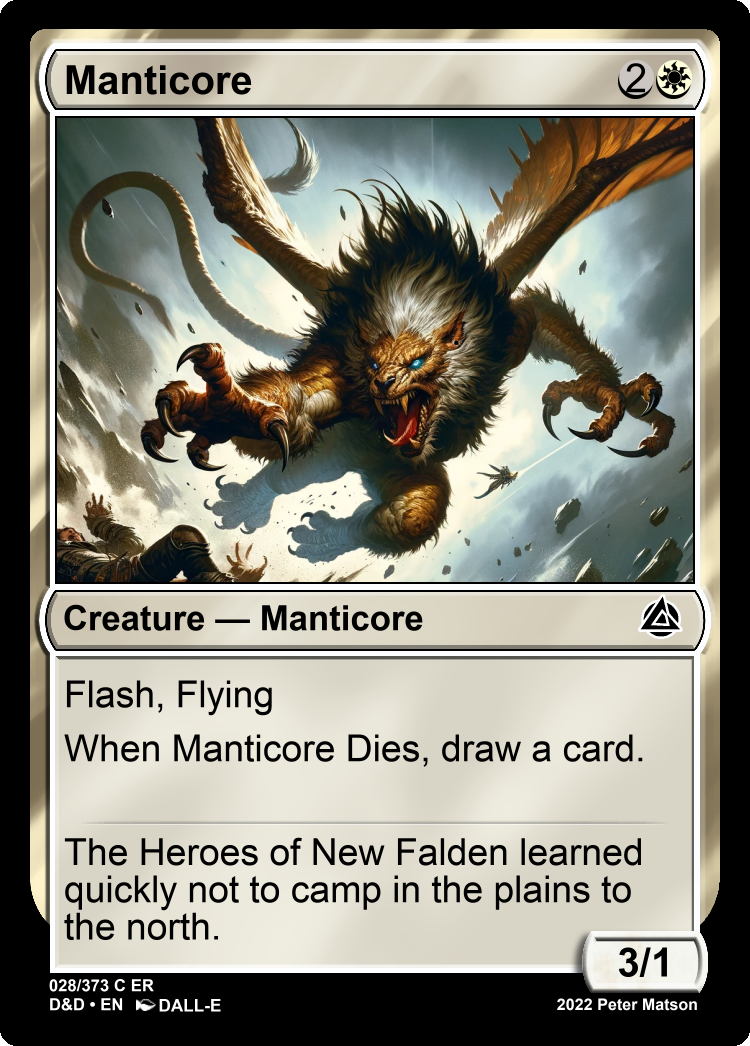 Manticore 2
Creature — Manticore
Flash, Flying
When Manticore Dies, draw a card.
The Heroes of New Falden learned
quickly not to camp in the plains to
the north.
3/1
028/373 C ER
D&D • EN DALL-E
2022 Peter Matson